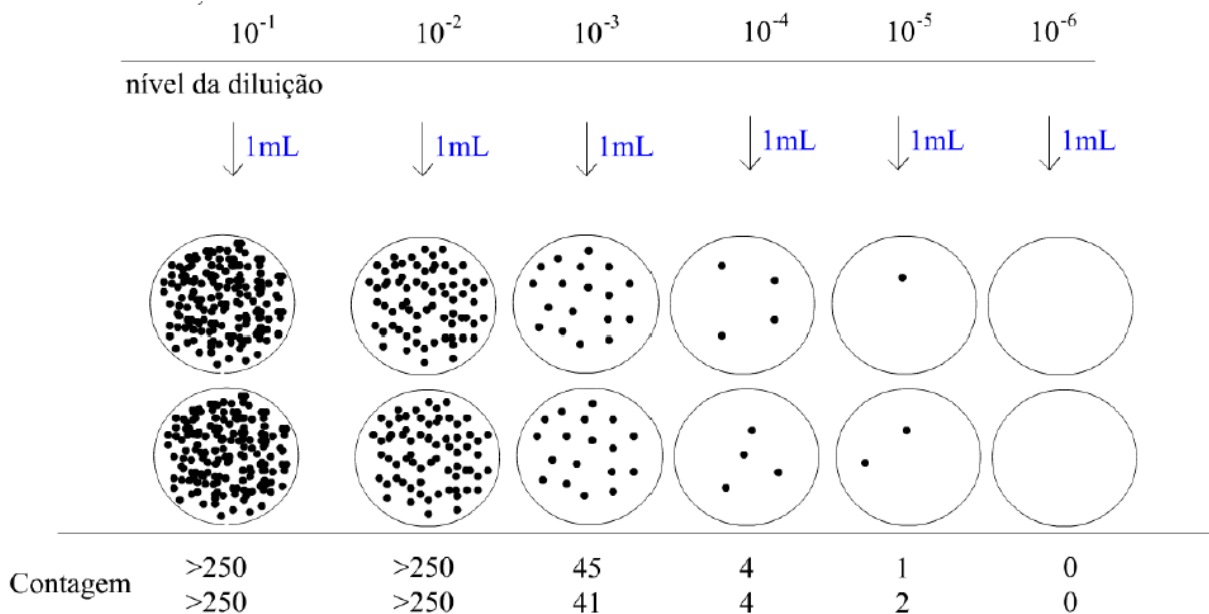 10⁻¹ 10⁻² 10⁻³ 10⁻⁴ 10⁻⁵ 10⁻⁶
nível da diluição
1mL 1mL 1mL 1mL 1mL 1mL
>250 >250 45 4 1 0
Contagem
>250 >250 41 4 2 0